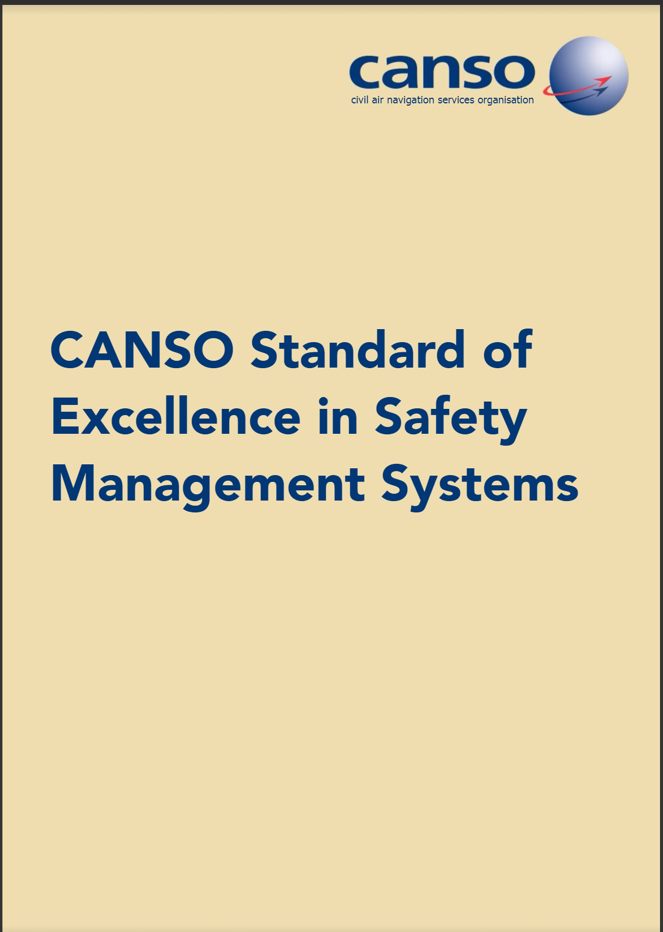 canso
civil air navigation services organisation
CANSO Standard of
Excellence in Safety
Management Systems